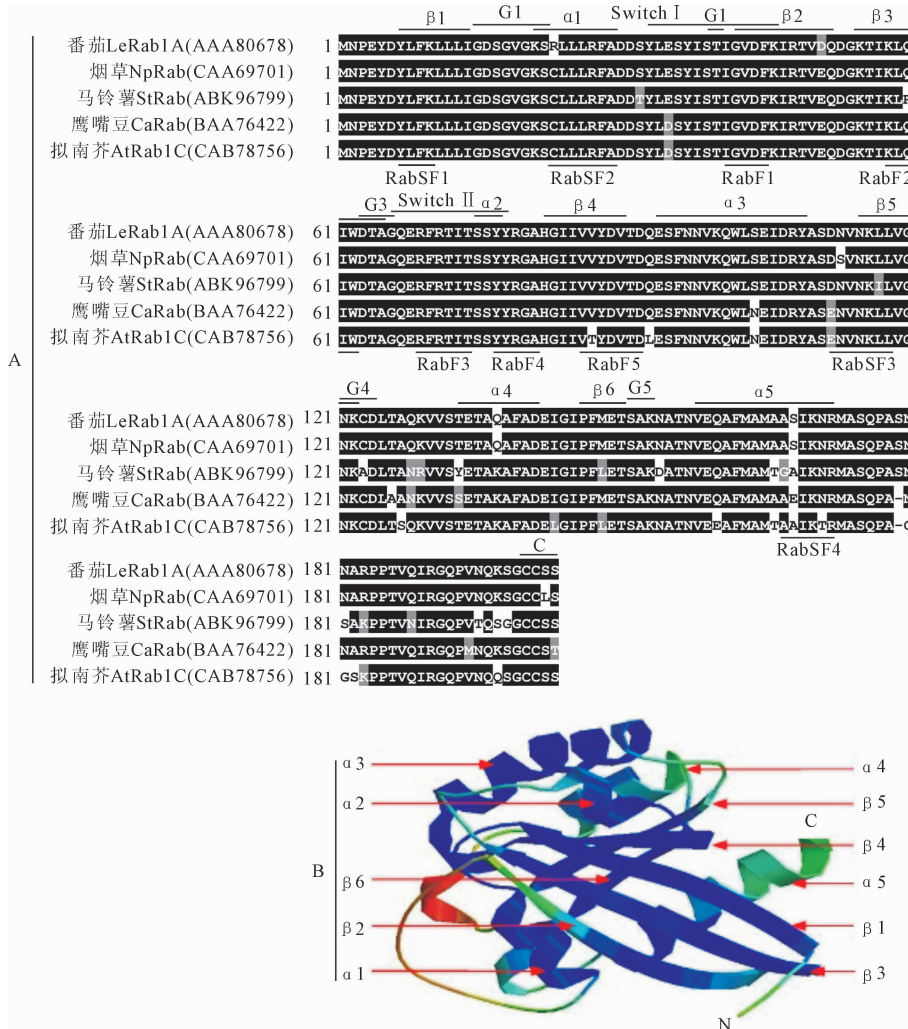 A
β1 G1 α1 Switch Ⅰ G1 β2 β3
番茄LeRab1A(AAA80678) 1 MNPEYDYLFKLLLIGDSGVGKSRLLLRFADDSYLESYISTIGVDFKIRTVDQDGKTIKLQ
烟草NpRab(CAA69701) 1 MNPEYDYLFKLLLIGDSGVGKSCLLLRFADDSYLESYISTIGVDFKIRTVEQDGKTIKLQ
马铃薯StRab(ABK96799) 1 MNPEYDYLFKLLLIGDSGVGKSCLLLRFADDTYLESYISTIGVDFKIRTVEQDGKTIKL
鹰嘴豆CaRab(BAA76422) 1 MNPEYDYLFKLLLIGDSGVGKSCLLLRFADDSYLDSYISTIGVDFKIRTVEQDGKTIKLQ
拟南芥AtRab1C(CAB78756) 1 MNPEYDYLFKLLLIGDSGVGKSCLLLRFADDSYLDSYISTIGVDFKIRTVEQDGKTIKLQ
RabSF1 RabSF2 RabF1 RabF2
G3 Switch Ⅱ α2 β4 α3 β5
番茄LeRab1A(AAA80678) 61 IWDTAGQERFRTITSSYYRGAHGIIVVYDVTDQESFNNVKQWLSEIDRYASDNVNKLLVG
烟草NpRab(CAA69701) 61 IWDTAGQERFRTITSSYYRGAHGIIVVYDVTDQESFNNVKQWLSEIDRYASDSVNKLLVG
马铃薯StRab(ABK96799) 61 IWDTAGQERFRTITSSYYRGAHGIIVVYDVTDQESFNNVKQWLSEIDRYASDNVNKILVG
鹰嘴豆CaRab(BAA76422) 61 IWDTAGQERFRTITSSYYRGAHGIIVVYDVTDQESFNNVKQWLNEIDRYASENVNKLLVG
拟南芥AtRab1C(CAB78756) 61 IWDTAGQERFRTITSSYYRGAHGIIVTYDVTDLESFNNVKQWLNEIDRYASENVNKLLVG
RabF3 RabF4 RabF5 RabSF3
G4 α4 β6 G5 α5
番茄LeRab1A(AAA80678) 121 NKCDLTAQKVVSTETAQAFADEIGIPFMETSAKNATNVEQAFMAMAASIKNRMASQPASN
烟草NpRab(CAA69701) 121 NKCDLTAQKVVSTETAQAFADEIGIPFMETSAKNATNVEQAFMAMAASIKNRMASQPASN
马铃薯StRab(ABK96799) 121 NKADLTANRVVSYETAKAFADEIGIPFLETSAKDATNVEQAFMAMTGAIKNRMASQPASN
鹰嘴豆CaRab(BAA76422) 121 NKCDLAANKVVSSETAKAFADEIGIPFMETSAKNATNVEQAFMAMAAEIKNRMASQPA-N
拟南芥AtRab1C(CAB78756) 121 NKCDLTSQKVVSTETAKAFADELGIPFLETSAKNATNVEEAFMAMTAAIKTRMASQPA-G
RabSF4
C
番茄LeRab1A(AAA80678) 181 NARPPTVQIRGQPVNQKSGCCSS
烟草NpRab(CAA69701) 181 NARPPTVQIRGQPVNQKSGCCLS
马铃薯StRab(ABK96799) 181 SAKPPTVNIRGQPVTQSGGCCSS
鹰嘴豆CaRab(BAA76422) 181 NARPPTVQIRGQPMNQKSGCCST
拟南芥AtRab1C(CAB78756) 181 GSKPPTVQIRGQPVNQQSGCCSS
B
α3 α4
α2 β5
C
β4
β6 α5
β2 β1
α1 β3
N